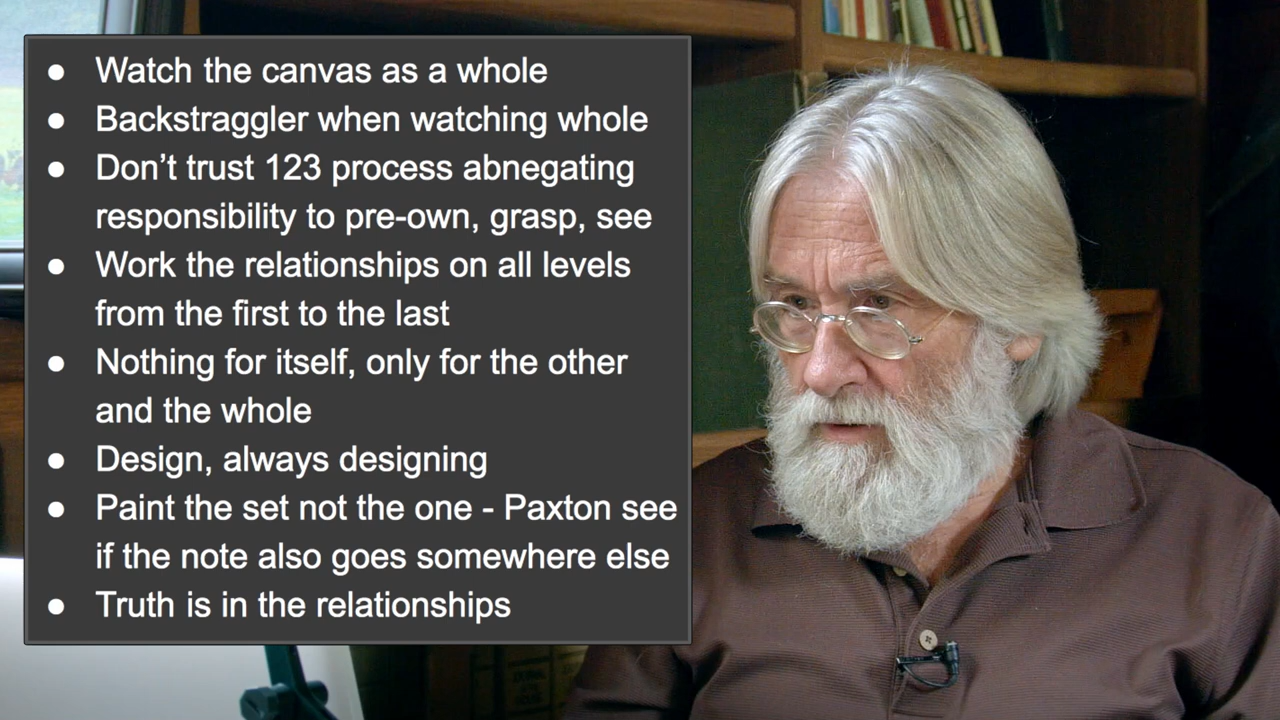 ● Watch the canvas as a whole
● Backstraggler when watching whole
● Don’t trust 123 process abnegating
responsibility to pre-own, grasp, see
● Work the relationships on all levels
from the first to the last
● Nothing for itself, only for the other
and the whole
● Design, always designing
● Paint the set not the one - Paxton see
if the note also goes somewhere else
● Truth is in the relationships